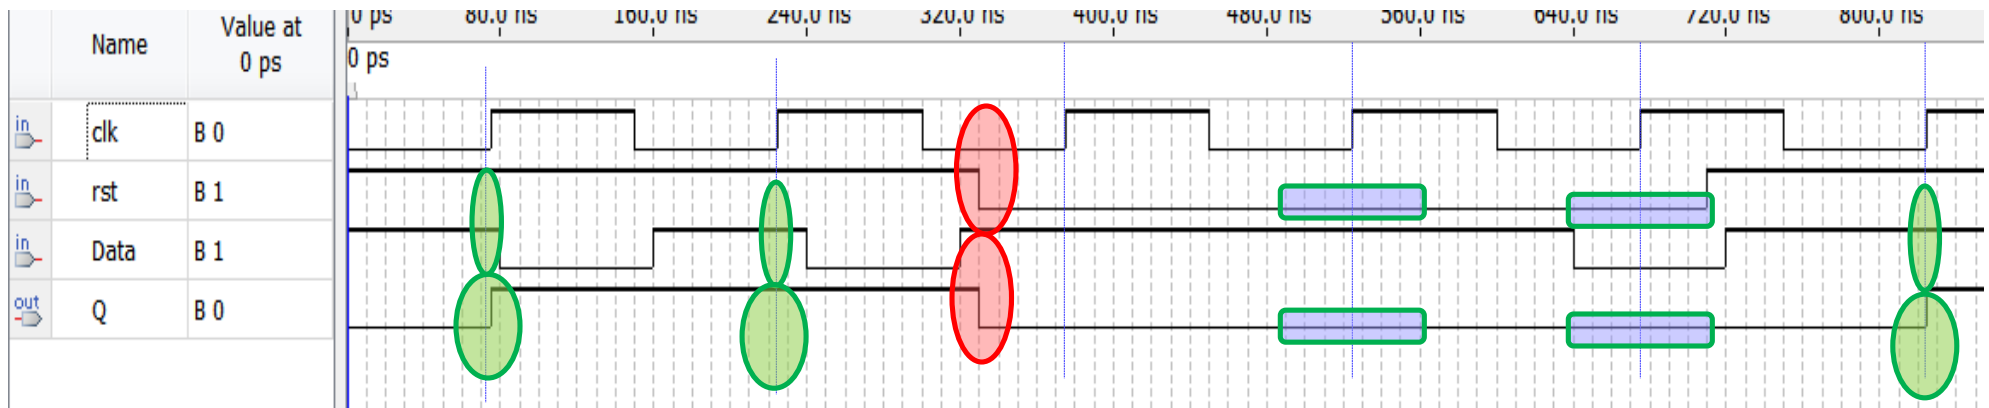 Name
Value at
0 ps
0 ps 80.0 ns 160.0 ns 240.0 ns 320.0 ns 400.0 ns 480.0 ns 560.0 ns 640.0 ns 720.0 ns 800.0 ns
0 ps
in clk B 0
in rst B 1
in Data B 1
out Q B 0